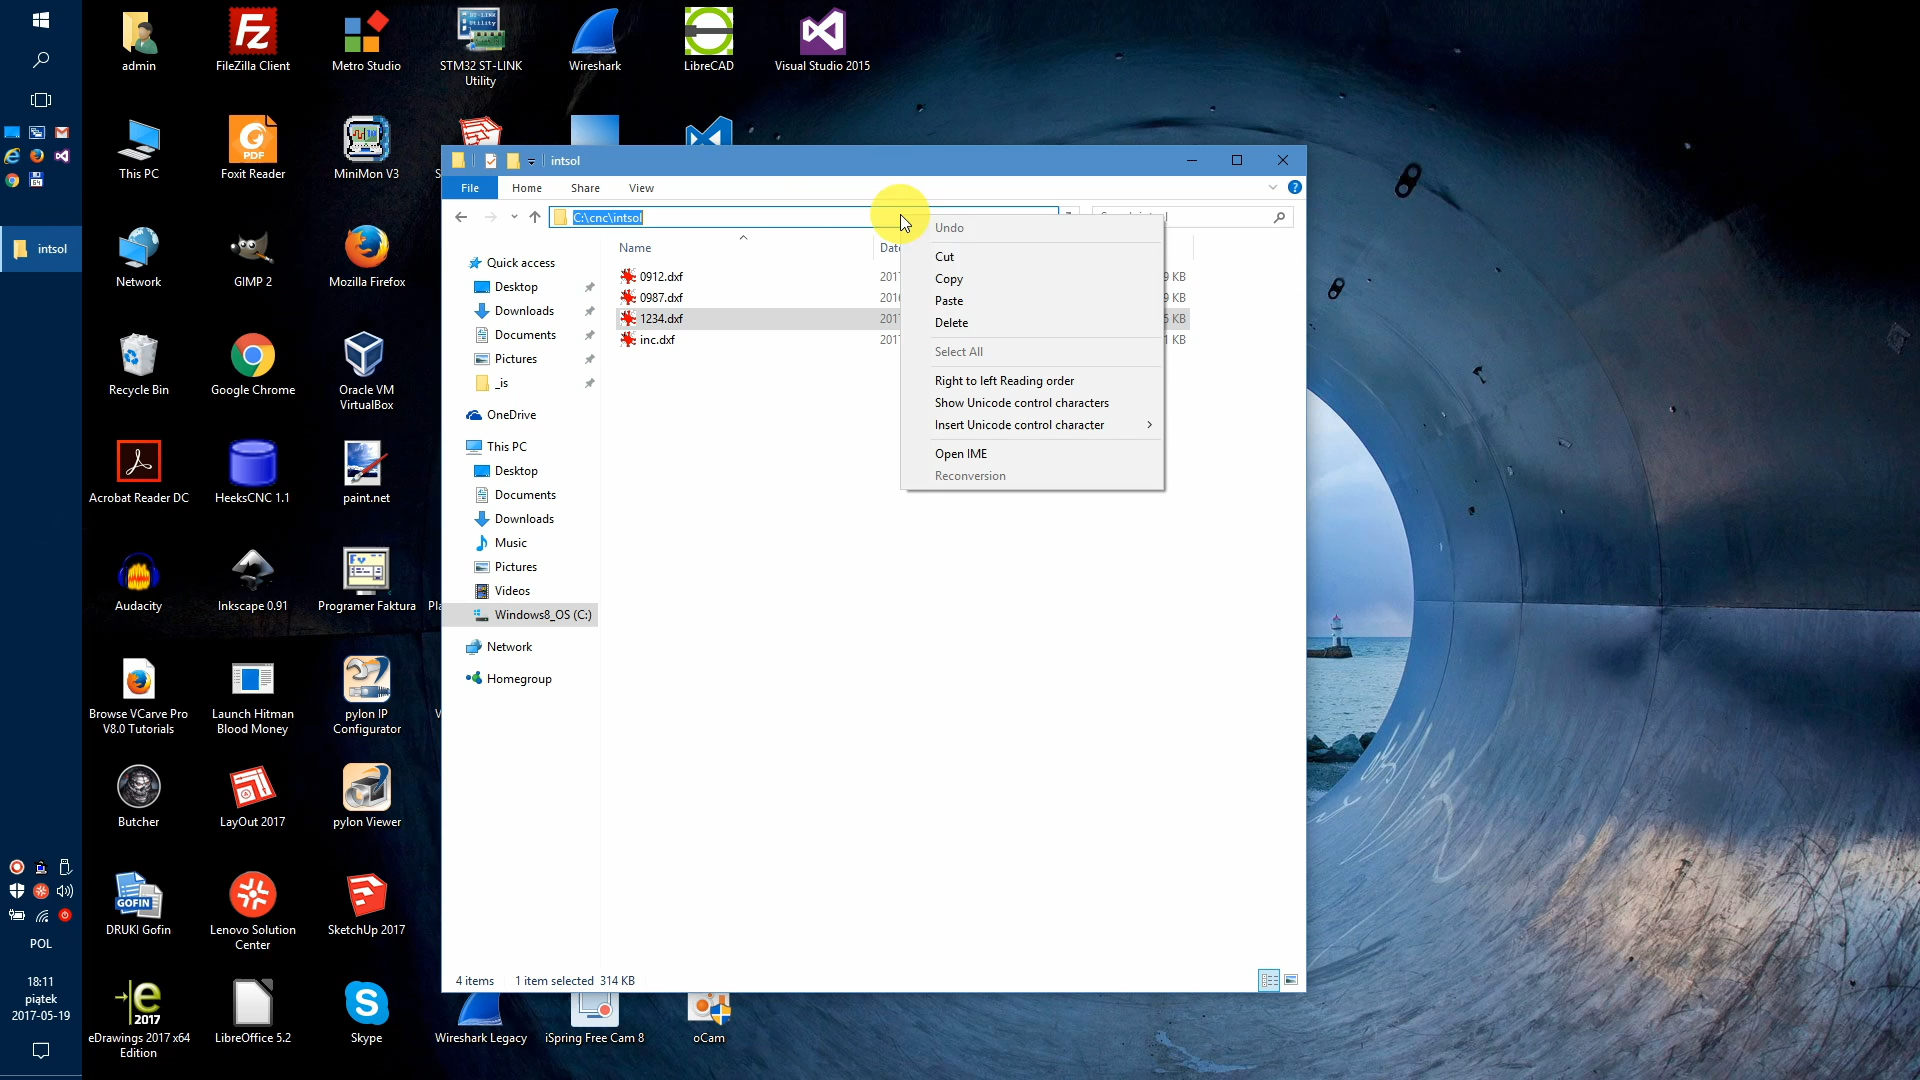 admin
FileZilla Client
Metro Studio
STM32 ST-LINK
Utility
Wireshark
LibreCAD
Visual Studio 2015
This PC
Foxit Reader
MiniMon V3
Network
GIMP 2
Mozilla Firefox
Recycle Bin
Google Chrome
Oracle VM
VirtualBox
Acrobat Reader DC
HeeksCNC 1.1
paint.net
Audacity
Inkscape 0.91
Programer Faktura
Browse VCarve Pro
V8.0 Tutorials
Launch Hitman
Blood Money
pylon IP
Configurator
Butcher
LayOut 2017
pylon Viewer
DRUKI Gofin
Lenovo Solution
Center
SketchUp 2017
eDrawings 2017 x64
Edition
LibreOffice 5.2
Skype
Wireshark Legacy
iSpring Free Cam 8
oCam
intsol
POL
18:11
piątek
2017-05-19
intsol
File
Home
Share
View
C:\cnc\intsol
Name
0912.dxf
0987.dxf
1234.dxf
inc.dxf
Quick access
Desktop
Downloads
Documents
Pictures
_is
OneDrive
This PC
Desktop
Documents
Downloads
Music
Pictures
Videos
Windows8_OS (C:)
Network
Homegroup
Undo
Cut
Copy
Paste
Delete
Select All
Right to left Reading order
Show Unicode control characters
Insert Unicode control character
Open IME
Reconversion
4 items
1 item selected 314 KB